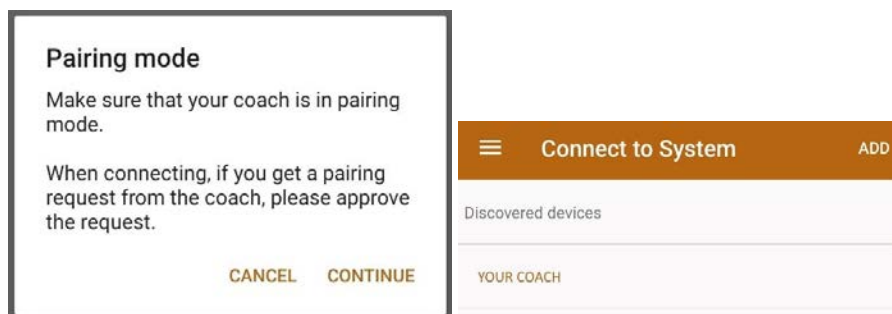 Pairing mode
Make sure that your coach is in pairing
mode.
When connecting, if you get a pairing
request from the coach, please approve
the request.
CANCEL CONTINUE
Connect to System ADD
Discovered devices
YOUR COACH